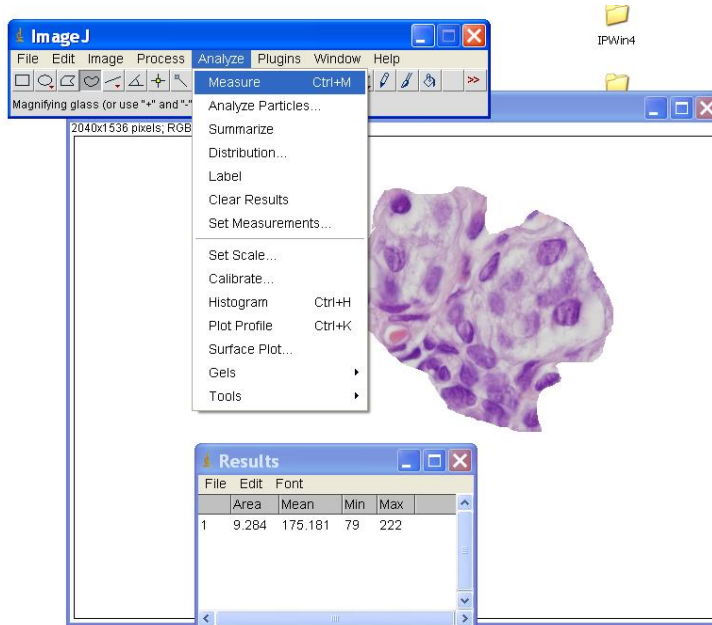 ImageJ
File Edit Image Process Analyze Plugins Window Help
Magnifying glass (or use "+" and "-"
IPWin4
2040x1536 pixels; RGB
Measure Ctrl+M
Analyze Particles...
Summarize
Distribution...
Label
Clear Results
Set Measurements...
Set Scale...
Calibrate...
Histogram Ctrl+H
Plot Profile Ctrl+K
Surface Plot...
Gels
Tools
Results
File Edit Font
Area Mean Min Max
1 9.284 175.181 79 222